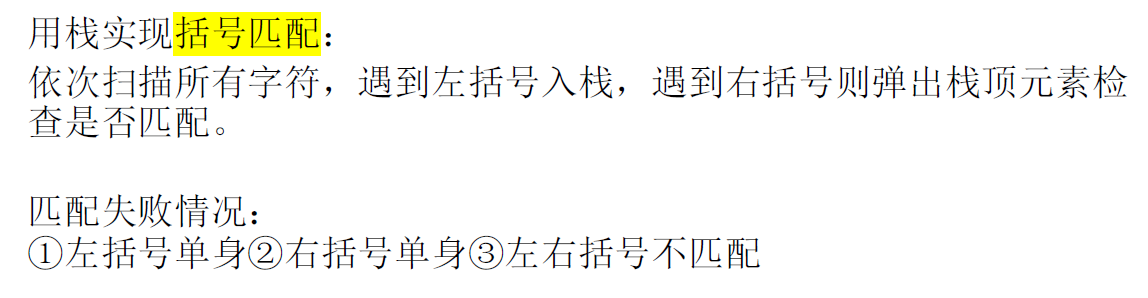 用栈实现括号匹配：
依次扫描所有字符，遇到左括号入栈，遇到右括号则弹出栈顶元素检
查是否匹配。
匹配失败情况：
①左括号单身②右括号单身③左右括号不匹配